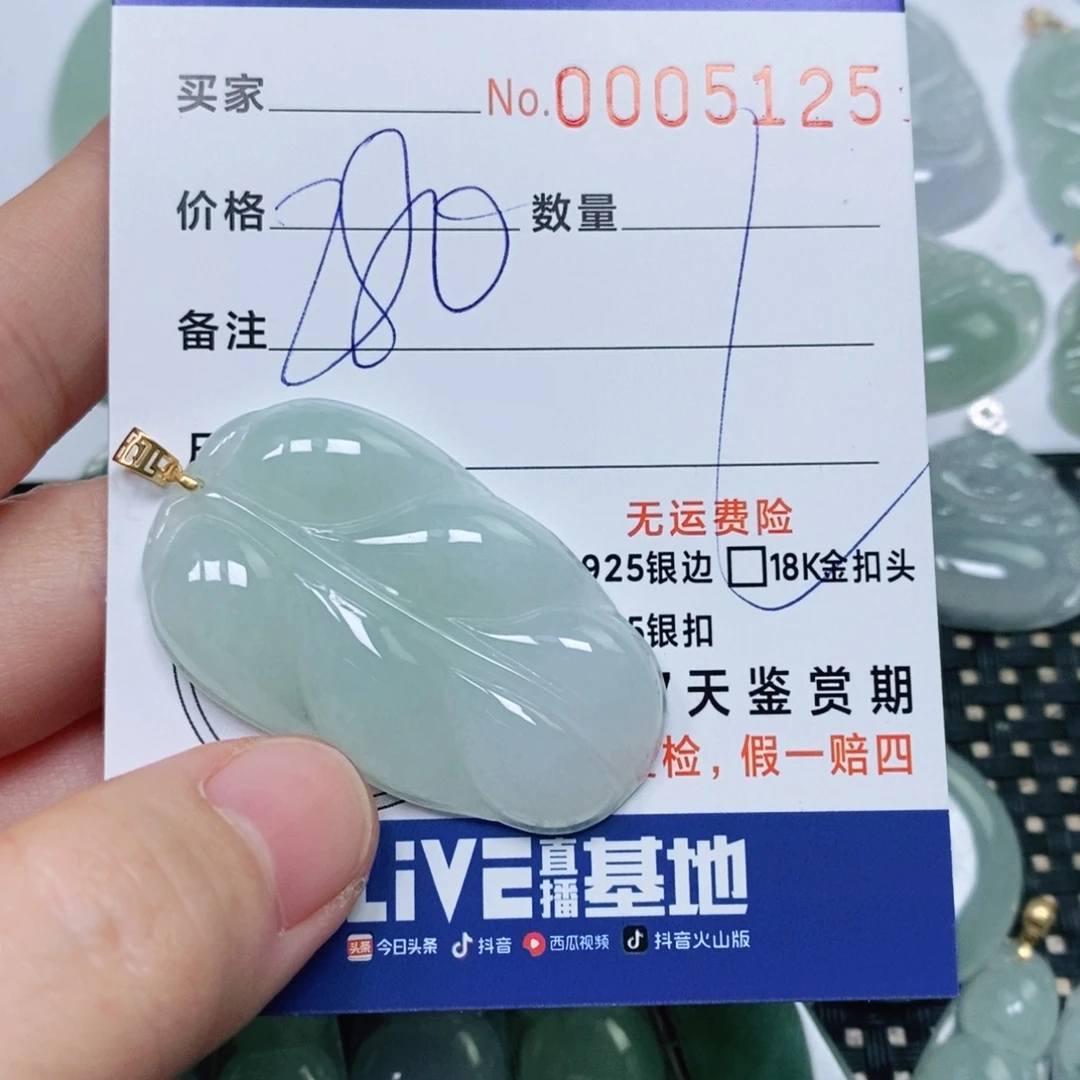 买家 No.0005125
价格 280 数量
备注
无运费险
925银边 □18K金扣头
银扣
天鉴赏期
检，假一赔四
LiVE直播基地
头条 今日头条 抖音 西瓜视频 抖音火山版